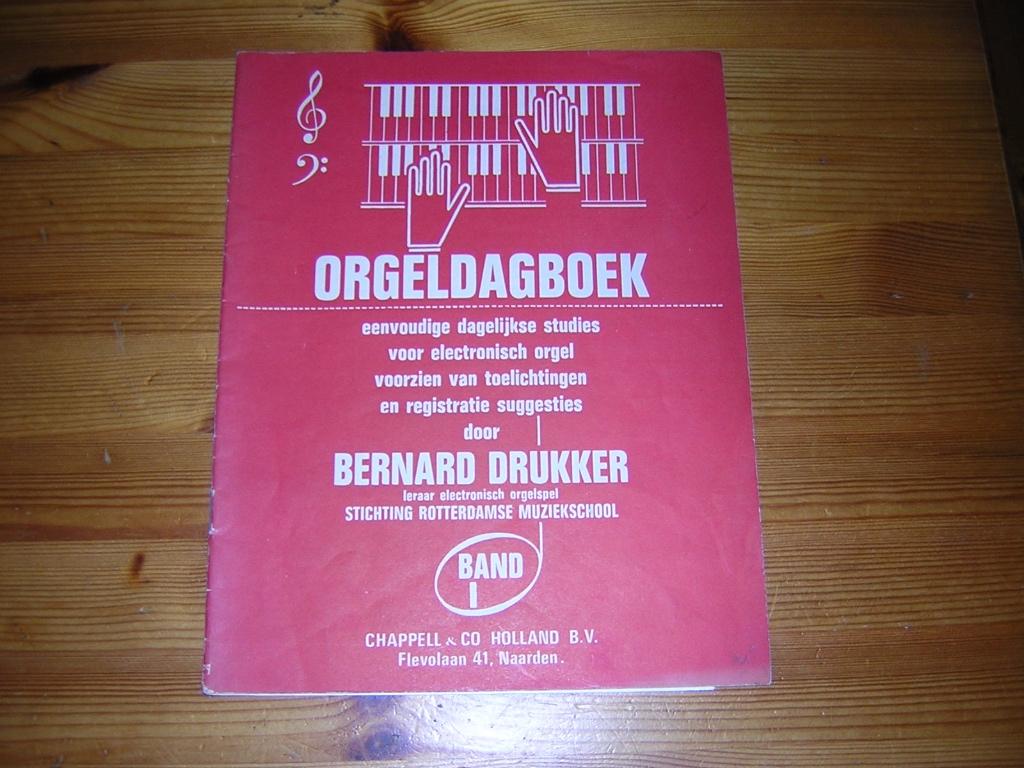 ORGELDAGBOEK
eenvoudige dagelijkse studies
voor electronisch orgel
voorzien van toelichtingen
en registratie suggesties
door
BERNARD DRUKKER
leraar electronisch orgelspel
STICHTING ROTTERDAMSE MUZIEKSCHOOL
BAND
I
CHAPPELL & CO HOLLAND B.V.
Flevolaan 41, Naarden.